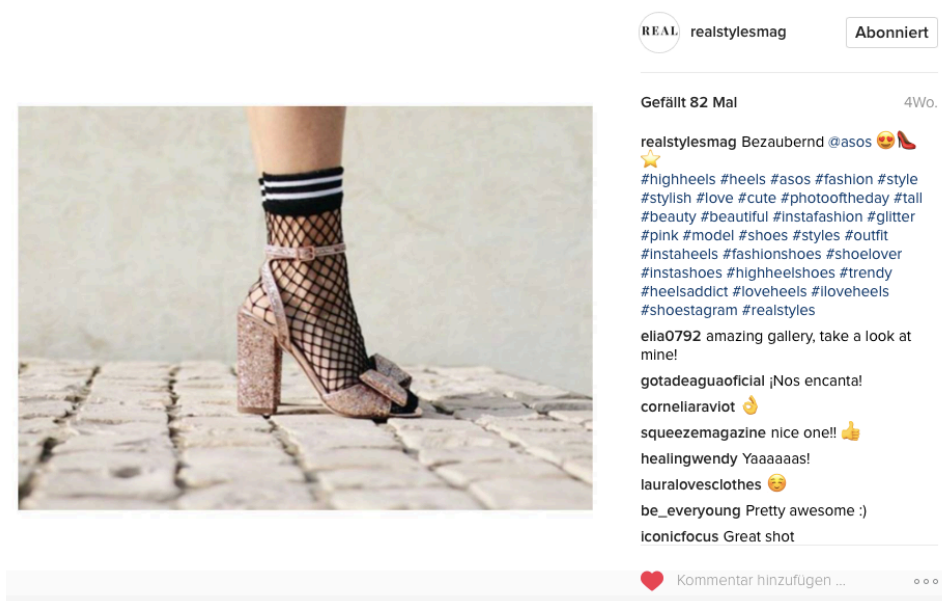 REAL
realstylesmag
Abonniert
Gefällt 82 Mal
4Wo.
realstylesmag Bezaubernd @asos 😍👠
⭐
#highheels #heels #asos #fashion #style
#stylish #love #cute #photooftheday #tall
#beauty #beautiful #instafashion #glitter
#pink #model #shoes #styles #outfit
#instaheels #fashionshoes #shoelover
#instashoes #highheelshoes #trendy
#heelsaddict #loveheels #iloveheels
#shoestagram #realstyles
elia0792 amazing gallery, take a look at
mine!
gotadeaguaoficial ¡Nos encanta!
corneliaraviot 👌
squeezemagazine nice one!! 👍
healingwendy Yaaaaaas!
lauralovesclothes ☺️
be_everyoung Pretty awesome :)
iconicfocus Great shot
Kommentar hinzufügen ...